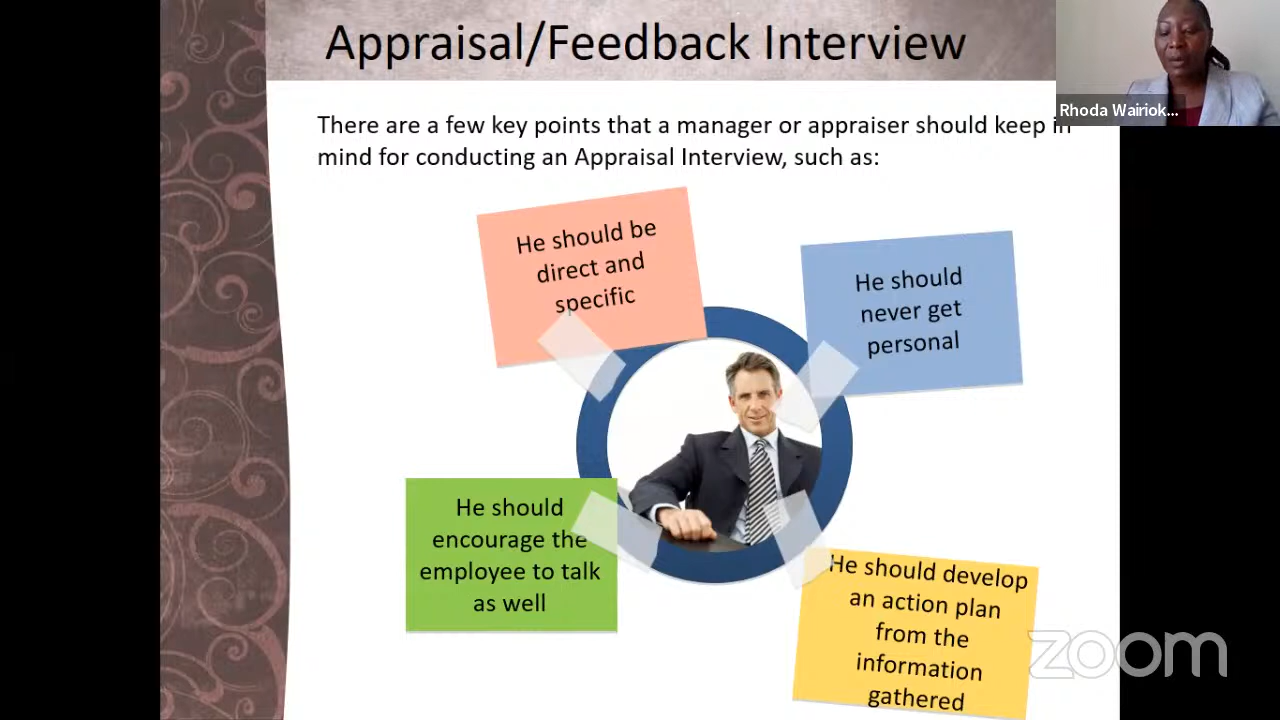 Appraisal/Feedback Interview
Rhoda Wairiok...
There are a few key points that a manager or appraiser should keep in
mind for conducting an Appraisal Interview, such as:
He should be
direct and
specific
He should
never get
personal
He should
encourage the
employee to talk
as well
He should develop
an action plan
from the
information
gathered
zoom